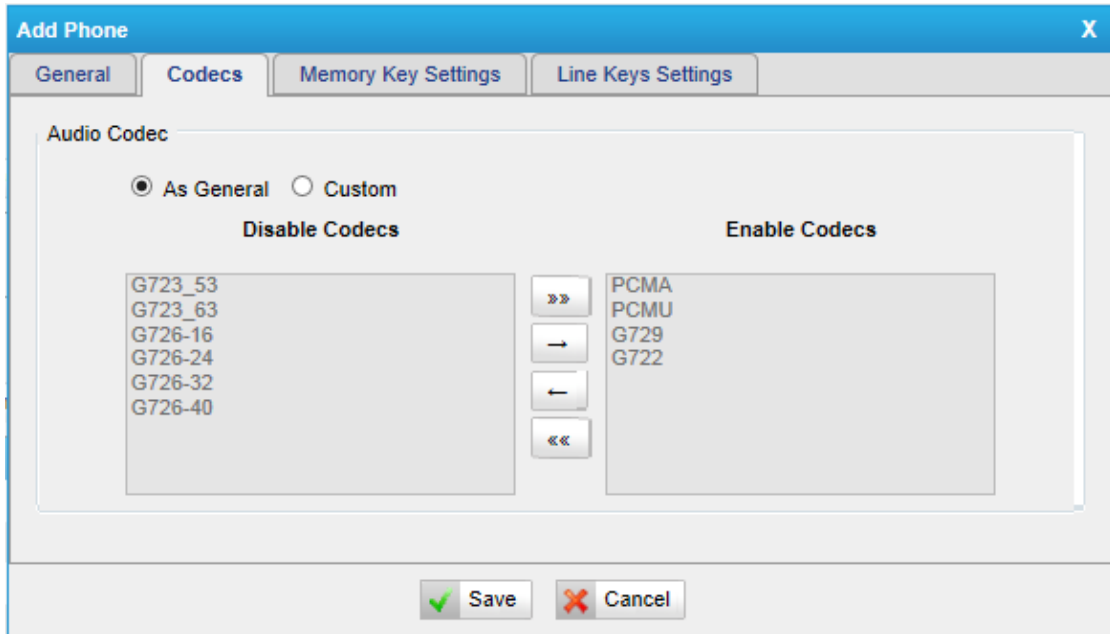 Add Phone X
General Codecs Memory Key Settings Line Keys Settings
Audio Codec
As General Custom
Disable Codecs Enable Codecs
G723_53
G723_63
G726-16
G726-24
G726-32
G726-40
»»
→
←
««
PCMA
PCMU
G729
G722
Save Cancel